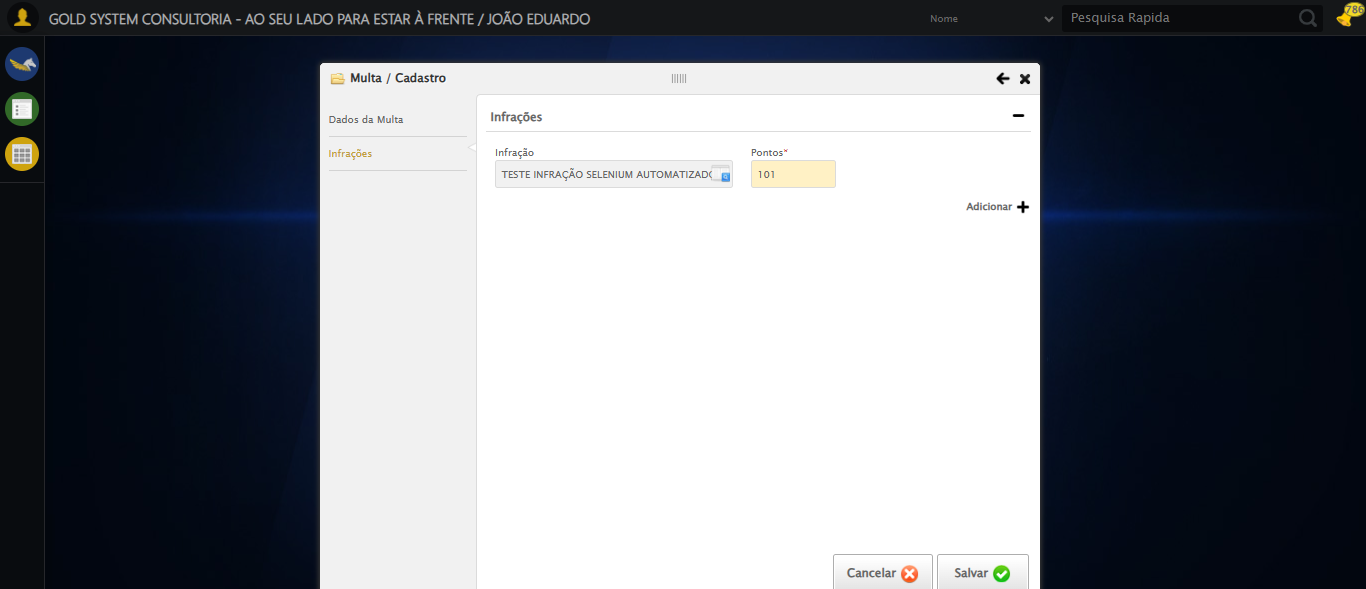 GOLD SYSTEM CONSULTORIA - AO SEU LADO PARA ESTAR À FRENTE / JOÃO EDUARDO
Nome
Pesquisa Rapida
786
Multa / Cadastro
Dados da Multa
Infrações
Infrações
Infração
Pontos*
TESTE INFRAÇÃO SELENIUM AUTOMATIZADO
101
Adicionar
Cancelar
Salvar